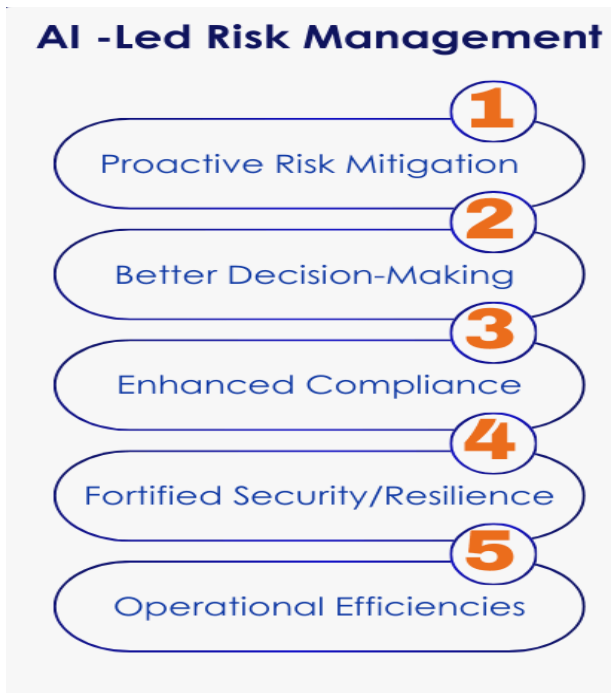 AI -Led Risk Management
1
Proactive Risk Mitigation
2
Better Decision-Making
3
Enhanced Compliance
4
Fortified Security/Resilience
5
Operational Efficiencies